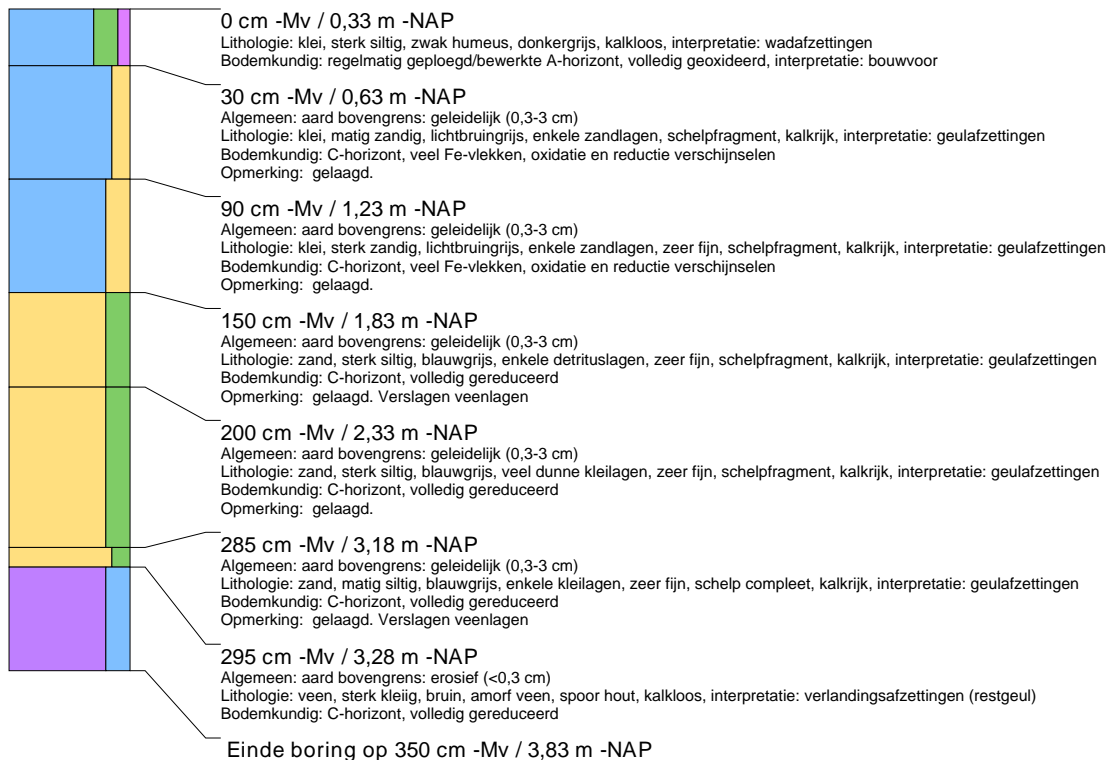 0 cm -Mv / 0,33 m -NAP
Lithologie: klei, sterk siltig, zwak humeus, donkergrijs, kalkloos, interpretatie: wadafzettingen
Bodemkundig: regelmatig geploegd/bewerkte A-horizont, volledig geoxideerd, interpretatie: bouwvoor
30 cm -Mv / 0,63 m -NAP
Algemeen: aard bovengrens: geleidelijk (0,3-3 cm)
Lithologie: klei, matig zandig, lichtbruingrijs, enkele zandlagen, schelpfragment, kalkrijk, interpretatie: geulafzettingen
Bodemkundig: C-horizont, veel Fe-vlekken, oxidatie en reductie verschijnselen
Opmerking: gelaagd.
90 cm -Mv / 1,23 m -NAP
Algemeen: aard bovengrens: geleidelijk (0,3-3 cm)
Lithologie: klei, sterk zandig, lichtbruingrijs, enkele zandlagen, zeer fijn, schelpfragment, kalkrijk, interpretatie: geulafzettingen
Bodemkundig: C-horizont, veel Fe-vlekken, oxidatie en reductie verschijnselen
Opmerking: gelaagd.
150 cm -Mv / 1,83 m -NAP
Algemeen: aard bovengrens: geleidelijk (0,3-3 cm)
Lithologie: zand, sterk siltig, blauwgrijs, enkele detrituslagen, zeer fijn, schelpfragment, kalkrijk, interpretatie: geulafzettingen
Bodemkundig: C-horizont, volledig gereduceerd
Opmerking: gelaagd. Verslagen veenlagen
200 cm -Mv / 2,33 m -NAP
Algemeen: aard bovengrens: geleidelijk (0,3-3 cm)
Lithologie: zand, sterk siltig, blauwgrijs, veel dunne kleilagen, zeer fijn, schelpfragment, kalkrijk, interpretatie: geulafzettingen
Bodemkundig: C-horizont, volledig gereduceerd
Opmerking: gelaagd.
285 cm -Mv / 3,18 m -NAP
Algemeen: aard bovengrens: geleidelijk (0,3-3 cm)
Lithologie: zand, matig siltig, blauwgrijs, enkele kleilagen, zeer fijn, schelp compleet, kalkrijk, interpretatie: geulafzettingen
Bodemkundig: C-horizont, volledig gereduceerd
Opmerking: gelaagd. Verslagen veenlagen
295 cm -Mv / 3,28 m -NAP
Algemeen: aard bovengrens: erosief (<0,3 cm)
Lithologie: veen, sterk kleiig, bruin, amorf veen, spoor hout, kalkloos, interpretatie: verlandingsafzettingen (restgeul)
Bodemkundig: C-horizont, volledig gereduceerd
Einde boring op 350 cm -Mv / 3,83 m -NAP